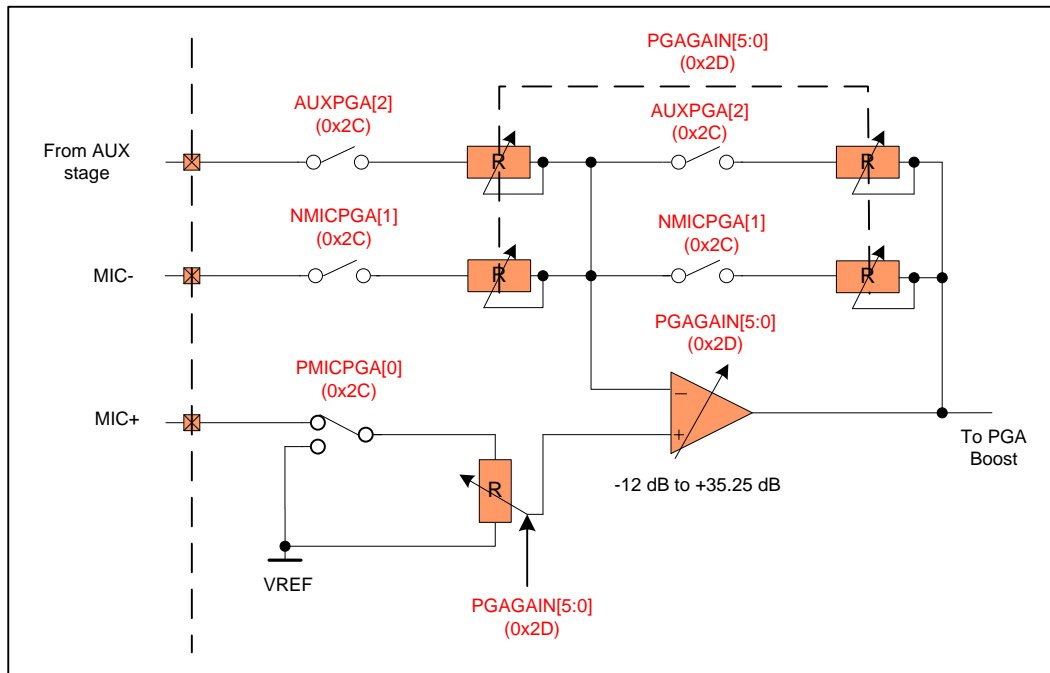 PGAGAIN[5:0]
(0x2D)
AUXPGA[2]
(0x2C)
AUXPGA[2]
(0x2C)
From AUX
stage
R
R
NMICPGA[1]
(0x2C)
NMICPGA[1]
(0x2C)
MIC-
R
R
PGAGAIN[5:0]
(0x2D)
PMICPGA[0]
(0x2C)
MIC+
−
+
To PGA
Boost
-12 dB to +35.25 dB
R
VREF
PGAGAIN[5:0]
(0x2D)